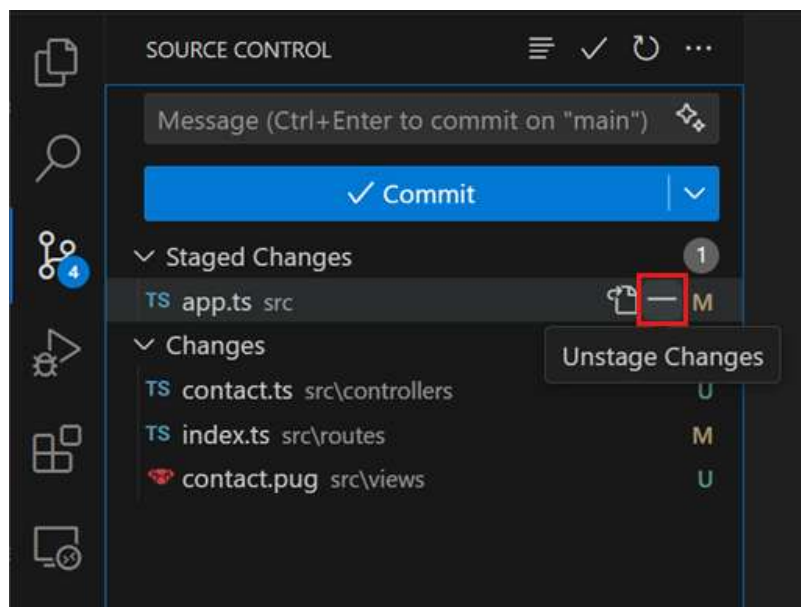 SOURCE CONTROL
Message (Ctrl+Enter to commit on "main")
Commit
4
Staged Changes 1
TS app.ts src M
Changes
Unstage Changes
TS contact.ts src\controllers U
TS index.ts src\routes M
contact.pug src\views U